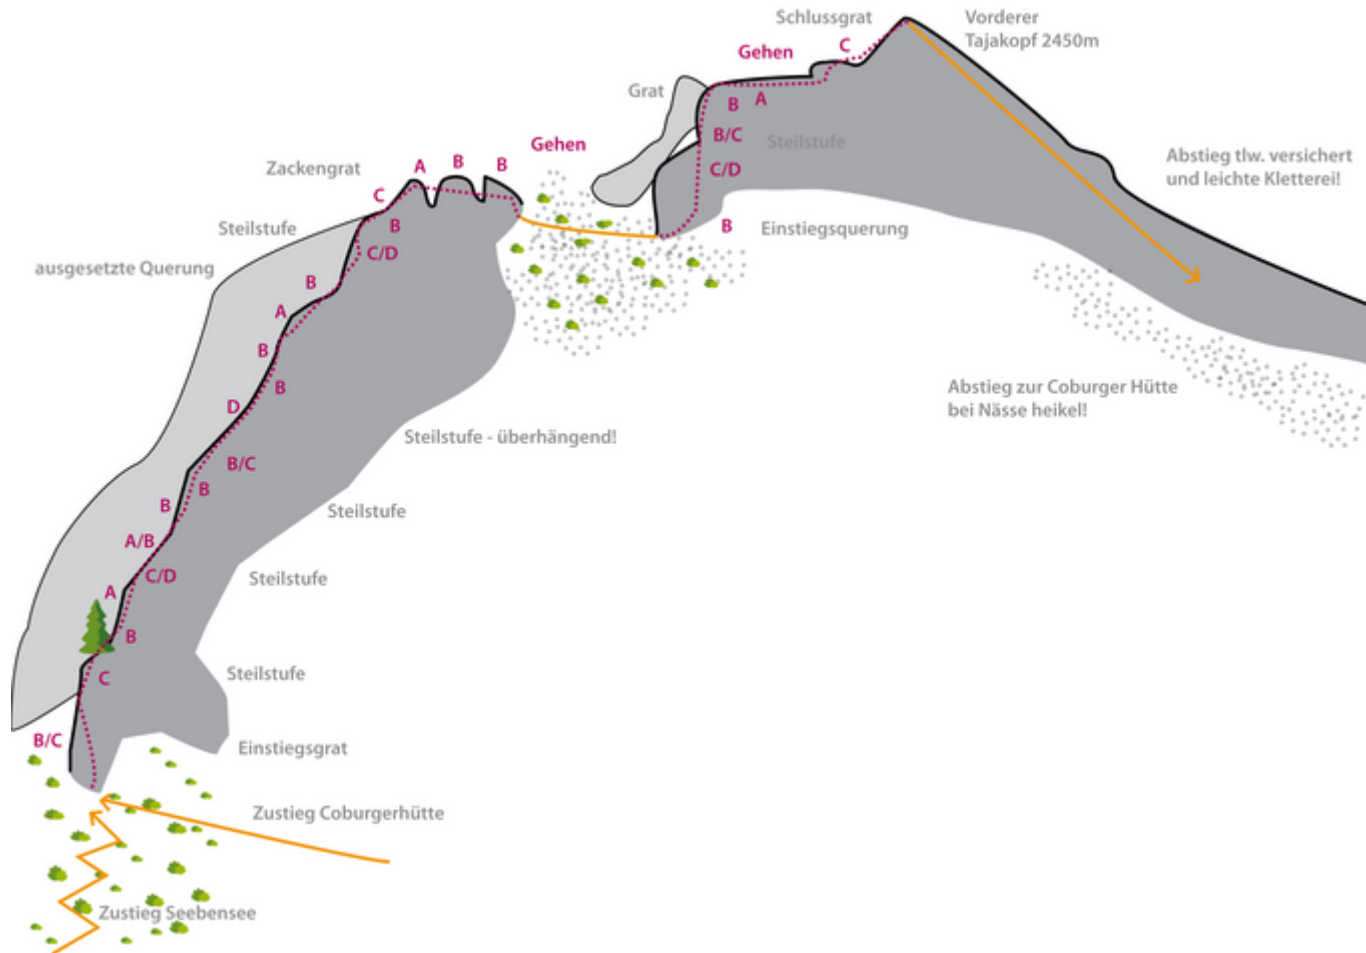 Schlussgrat
Vorderer
Tajakopf 2450m
Gehen
C
Grat
B
A
B/C
Steilstufe
C/D
Abstieg tlw. versichert
und leichte Kletterei!
Gehen
Zackengrat
A
B
B
C
B
Steilstufe
C/D
B
Einstiegsquerung
ausgesetzte Querung
B
A
B
B
D
Abstieg zur Coburger Hütte
bei Nässe heikel!
Steilstufe - überhängend!
B/C
B
B
Steilstufe
A/B
C/D
Steilstufe
A
B
C
Steilstufe
B/C
Einstiegsgrat
Zustieg Coburgerhütte
Zustieg Seebensee